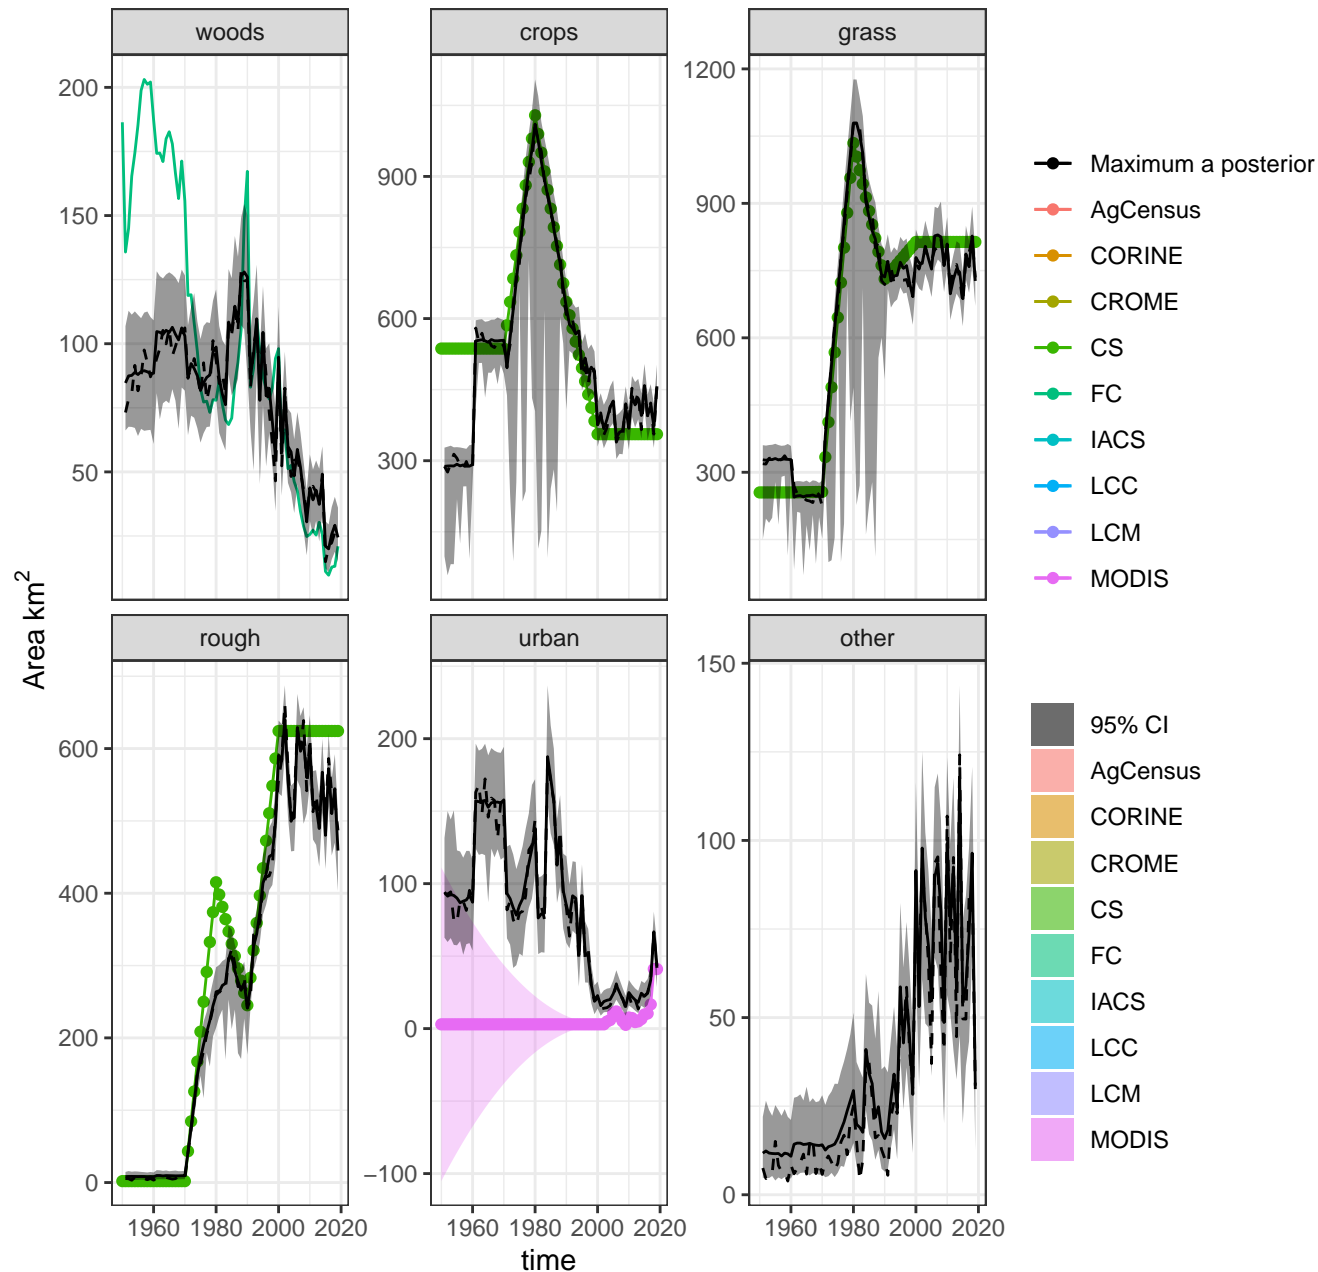 woods
crops
grass
200
150
100
50
900
600
300
1200
900
600
300
Area km²
rough
urban
other
600
400
200
0
200
100
0
−100
150
100
50
0
1960 1980 2000 2020
1960 1980 2000 2020
1960 1980 2000 2020
time
Maximum a posterior
AgCensus
CORINE
CROME
CS
FC
IACS
LCC
LCM
MODIS
95% CI
AgCensus
CORINE
CROME
CS
FC
IACS
LCC
LCM
MODIS